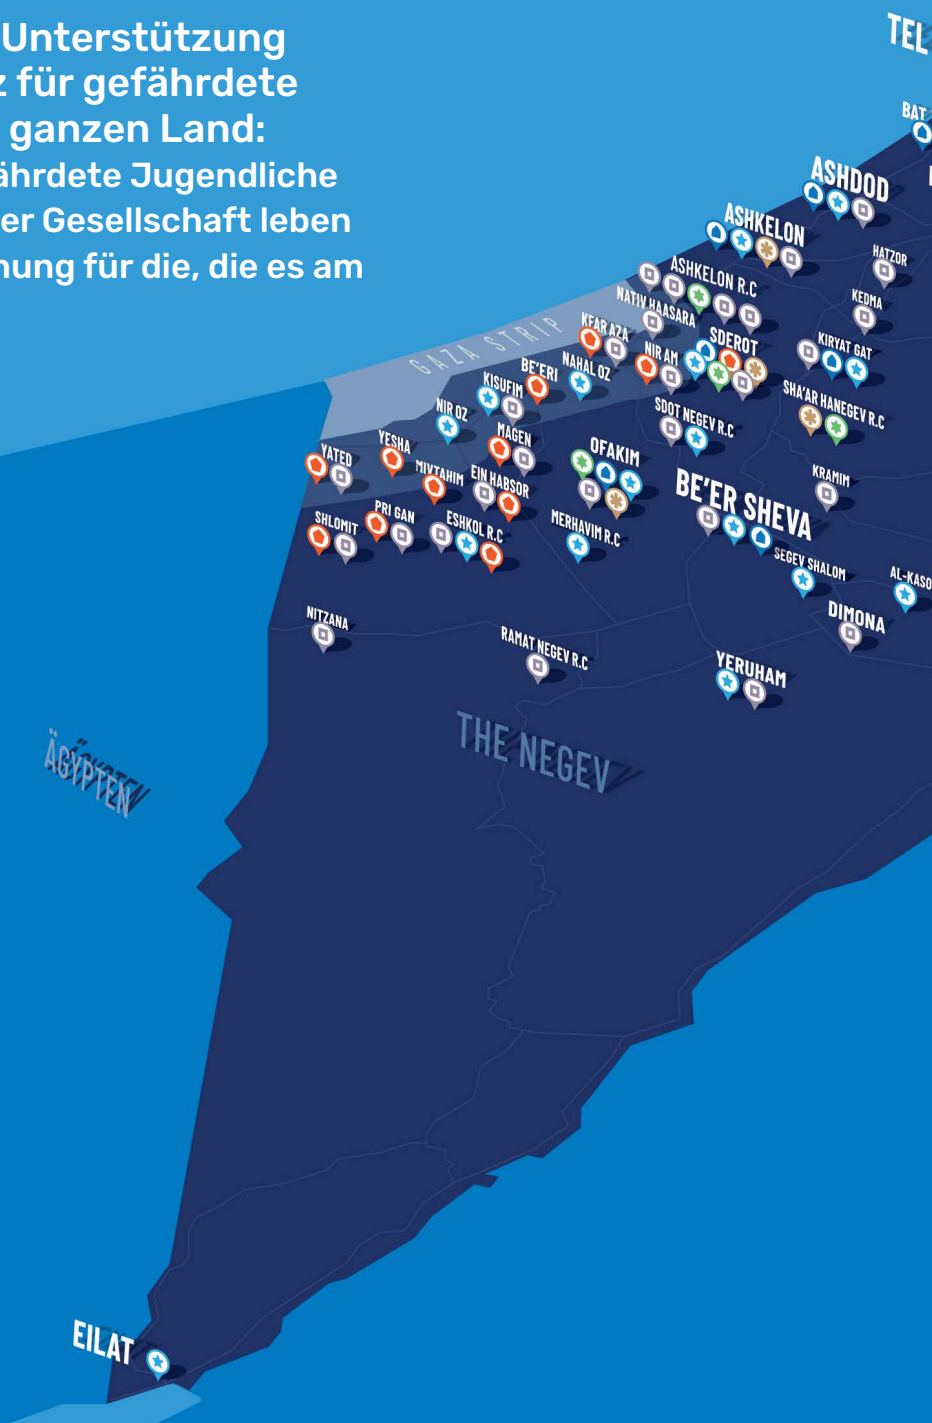 Unterstützung
z für gefährdete
ganzen Land:
ährdete Jugendliche
er Gesellschaft leben
nung für die, die es am
TEL
BAT
ASHDOD
ASHKELON
HATZOR
ASHKELON R.C
KEDMA
NATIV HAASARA
GAZA STRIP
KFAR AZA
SDEROT
KIRYAT GAT
NIR AM
NAHAL OZ
BE'ERI
KISUFIM
SHA'AR HANEGEV R.C
NIR OZ
SDOT NEGEV R.C
MAGEN
YESHA
OFAKIM
YATED
MIVTAHIM
EIN HABSOR
KRAMIM
BE'ER SHEVA
PRI GAN
SHLOMIT
ESHKOL R.C
MERHAVIM R.C
SEGEV SHALOM
AL-KASO
DIMONA
NITZANA
RAMAT NEGEV R.C
YERUHAM
THE NEGEV
ÄGYPTEN
EILAT